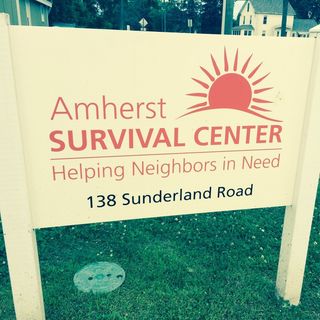 Amherst
SURVIVAL CENTER
Helping Neighbors in Need
138 Sunderland Road